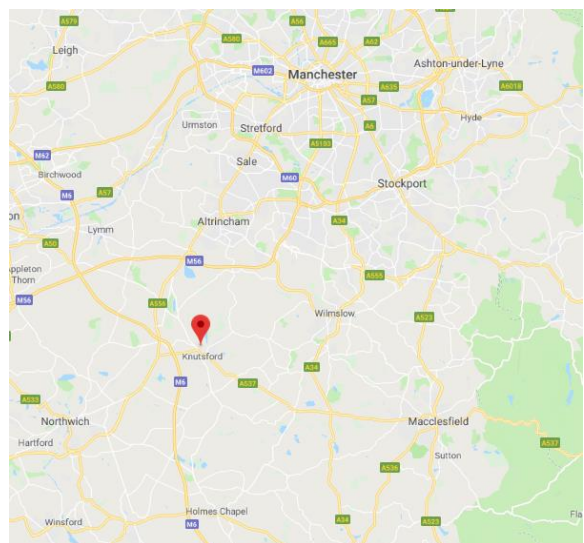 A56
A579
A580
A665
A62
Leigh
Ashton-under-Lyne
M602
Manchester
A580
A57
A635
A6018
A6
Urmston
Stretford
Hyde
A5103
M62
Sale
M60
Birchwood
Stockport
M6
A57
on
Altrincham
A34
Lymm
A50
Appleton
Thorn
M56
A555
M56
A556
Wilmslow
A523
Knutsford
A34
M6
A537
A533
Northwich
Macclesfield
Hartford
A537
Sutton
A536
Holmes Chapel
Winsford
M6
A34
A523
Fla